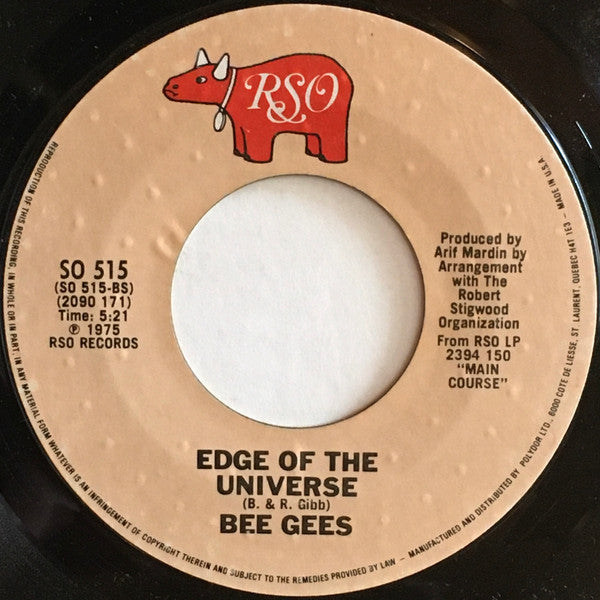 RSO
SO 515
(SO 515-BS)
(2090 171)
Time: 5:21
℗ 1975
RSO RECORDS
Produced by
Arif Mardin by
Arrangement
with The
Robert
Stigwood
Organization
From RSO LP
2394 150
"MAIN
COURSE"
EDGE OF THE
UNIVERSE
(B. & R. Gibb)
BEE GEES
REPRODUCTION OF THIS RECORDING, IN WHOLE OR IN PART, IN ANY MATERIAL FORM WHATEVER IS AN INFRINGEMENT OF COPYRIGHT THEREIN AND SUBJECT TO THE REMEDIES PROVIDED BY LAW – MANUFACTURED AND DISTRIBUTED BY POLYDOR LTD., 6000 COTE DE LIESSE, ST LAURENT, QUEBEC H4T 1E3 – MADE IN U.S.A.